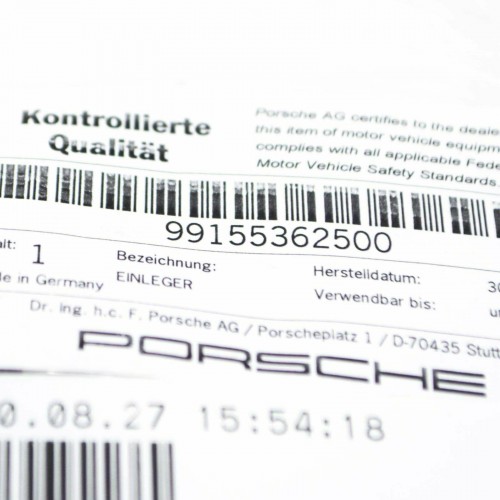 Kontrollierte
Qualität
Porsche AG certifies to the deale
this item of motor vehicle equipm
complies with all applicable Fede
Motor Vehicle Safety Standards
99155362500
alt: 1
Bezeichnung:
EINLEGER
Herstelldatum: 30
Verwendbar bis: u
de in Germany
Dr. Ing. h.c. F. Porsche AG / Porscheplatz 1 / D-70435 Stutt
PORSCHE
0.08.27 15:54:18